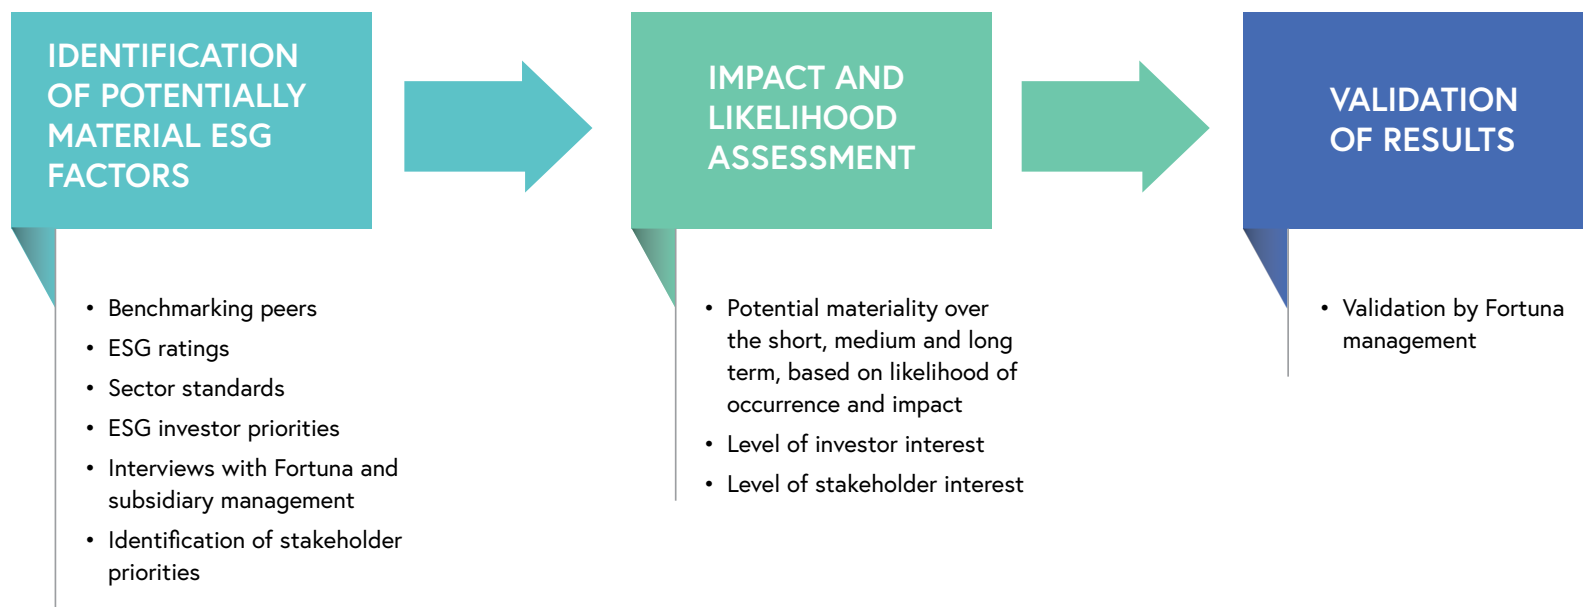 IDENTIFICATION
OF POTENTIALLY
MATERIAL ESG
FACTORS
• Benchmarking peers
• ESG ratings
• Sector standards
• ESG investor priorities
• Interviews with Fortuna and
subsidiary management
• Identification of stakeholder
priorities
IMPACT AND
LIKELIHOOD
ASSESSMENT
• Potential materiality over
the short, medium and long
term, based on likelihood of
occurrence and impact
• Level of investor interest
• Level of stakeholder interest
VALIDATION
OF RESULTS
• Validation by Fortuna
management